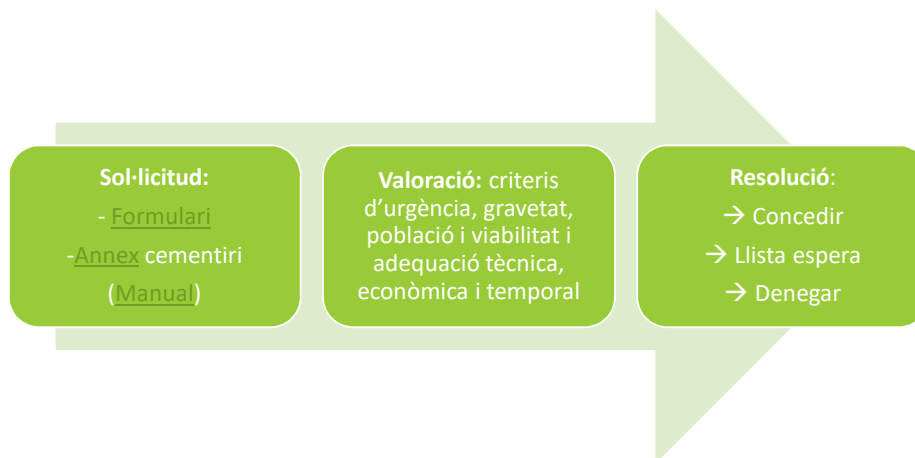 Sol·licitud:
- Formulari
-Annex cementiri
(Manual)
Valoració: criteris
d’urgència, gravetat,
població i viabilitat i
adequació tècnica,
econòmica i temporal
Resolució:
→ Concedir
→ Llista espera
→ Denegar